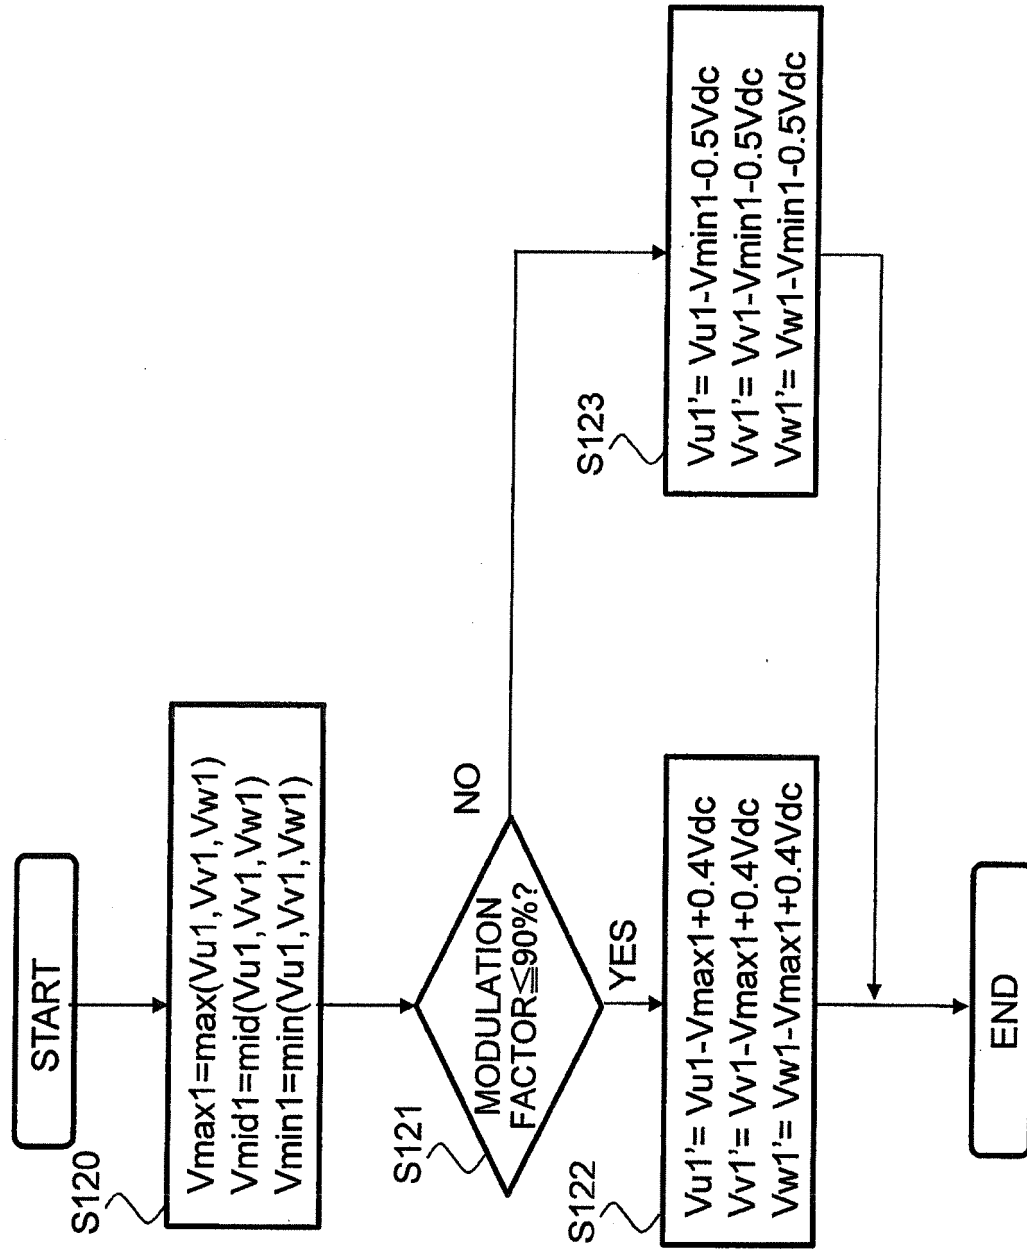 START
S120
Vmax1=max(Vu1,Vv1,Vw1)
Vmid1=mid(Vu1,Vv1,Vw1)
Vmin1=min(Vu1,Vv1,Vw1)
S121
MODULATION
FACTOR≦90%?
NO
YES
S122
Vu1'= Vu1-Vmax1+0.4Vdc
Vv1'= Vv1-Vmax1+0.4Vdc
Vw1'= Vw1-Vmax1+0.4Vdc
S123
Vu1'= Vu1-Vmin1-0.5Vdc
Vv1'= Vv1-Vmin1-0.5Vdc
Vw1'= Vw1-Vmin1-0.5Vdc
END